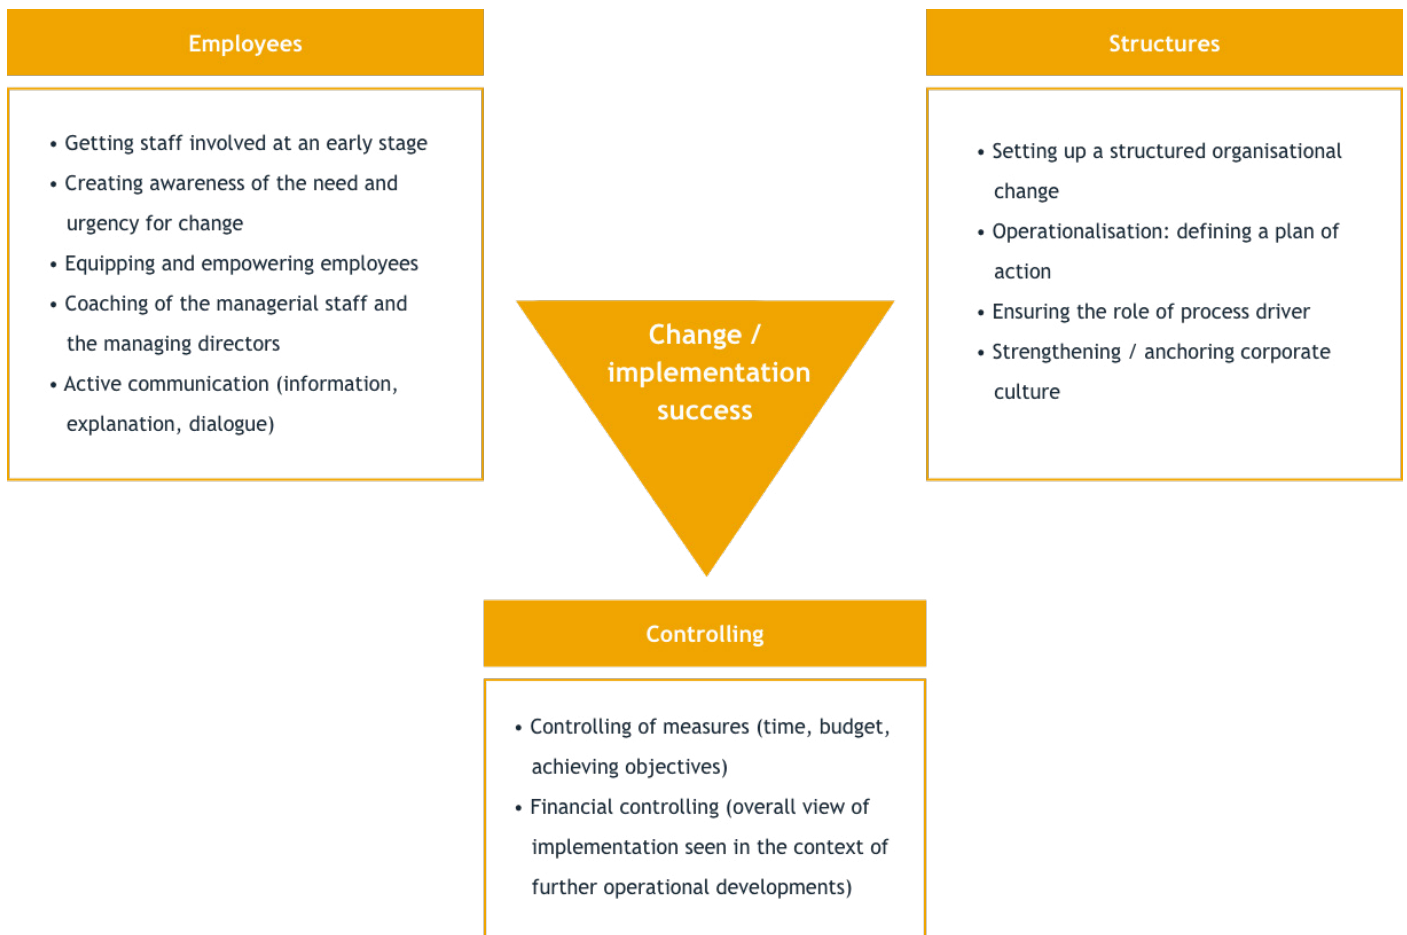 Employees
• Getting staff involved at an early stage
• Creating awareness of the need and
urgency for change
• Equipping and empowering employees
• Coaching of the managerial staff and
the managing directors
• Active communication (information,
explanation, dialogue)
Structures
• Setting up a structured organisational
change
• Operationalisation: defining a plan of
action
• Ensuring the role of process driver
• Strengthening / anchoring corporate
culture
Change /
implementation
success
Controlling
• Controlling of measures (time, budget,
achieving objectives)
• Financial controlling (overall view of
implementation seen in the context of
further operational developments)